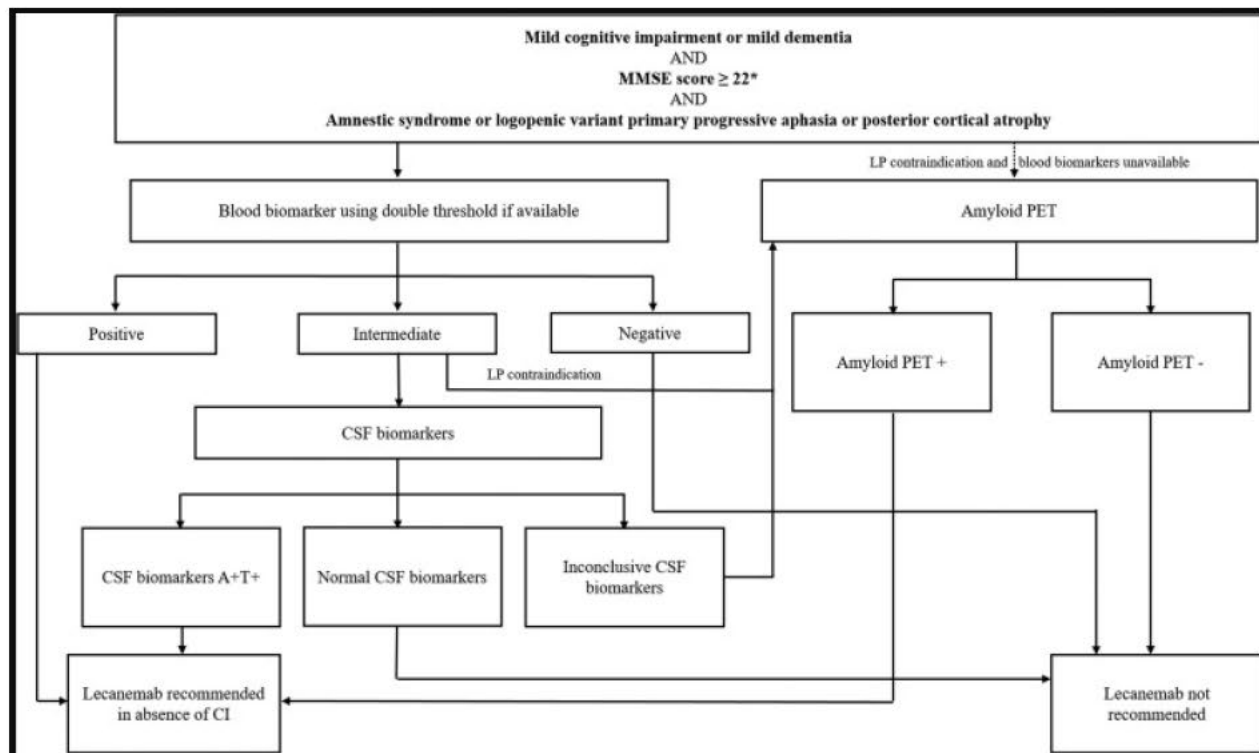 Mild cognitive impairment or mild dementia
AND
MMSE score ≥ 22*
AND
Amnestic syndrome or logopenic variant primary progressive aphasia or posterior cortical atrophy
LP contraindication and blood biomarkers unavailable
Blood biomarker using double threshold if available
Amyloid PET
Positive
Intermediate
Negative
LP contraindication
Amyloid PET +
Amyloid PET -
CSF biomarkers
CSF biomarkers A+T+
Normal CSF biomarkers
Inconclusive CSF
biomarkers
Lecanemab recommended
in absence of CI
Lecanemab not
recommended